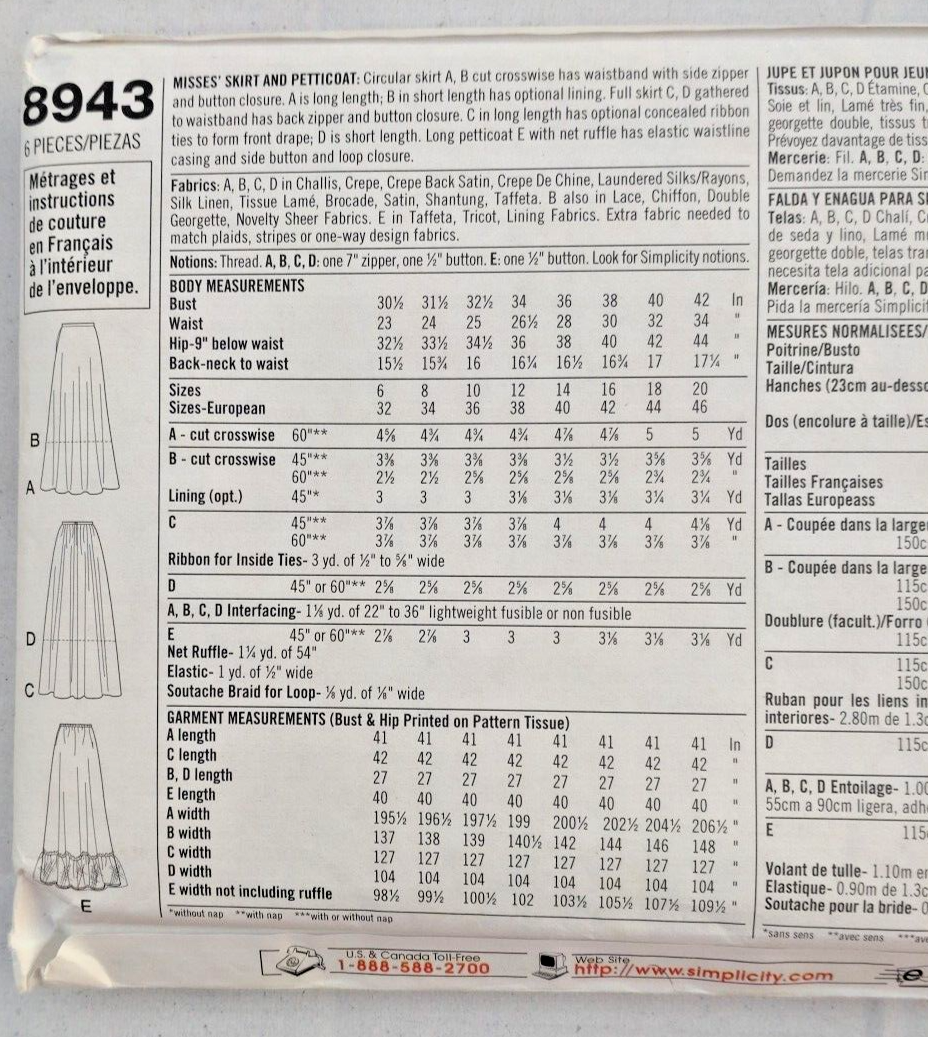 8943
6 PIECES/PIEZAS
Métrages et
instructions
de couture
en Français
à l'intérieur
de l'enveloppe.
B
A
D
C
E
MISSES' SKIRT AND PETTICOAT: Circular skirt A, B cut crosswise has waistband with side zipper
and button closure. A is long length; B in short length has optional lining. Full skirt C, D gathered
to waistband has back zipper and button closure. C in long length has optional concealed ribbon
ties to form front drape; D is short length. Long petticoat E with net ruffle has elastic waistline
casing and side button and loop closure.
Fabrics: A, B, C, D in Challis, Crepe, Crepe Back Satin, Crepe De Chine, Laundered Silks/Rayons,
Silk Linen, Tissue Lamé, Brocade, Satin, Shantung, Taffeta. B also in Lace, Chiffon, Double
Georgette, Novelty Sheer Fabrics. E in Taffeta, Tricot, Lining Fabrics. Extra fabric needed to
match plaids, stripes or one-way design fabrics.
Notions: Thread. A, B, C, D: one 7" zipper, one ½" button. E: one ½" button. Look for Simplicity notions.
BODY MEASUREMENTS
Bust 30½ 31½ 32½ 34 36 38 40 42 In
Waist 23 24 25 26½ 28 30 32 34 "
Hip-9" below waist 32½ 33½ 34½ 36 38 40 42 44 "
Back-neck to waist 15½ 15¾ 16 16¼ 16½ 16¾ 17 17¼ "
Sizes 6 8 10 12 14 16 18 20
Sizes-European 32 34 36 38 40 42 44 46
A - cut crosswise 60"** 4⅝ 4¾ 4¾ 4¾ 4⅞ 4⅞ 5 5 Yd
B - cut crosswise 45"** 3⅜ 3⅜ 3⅜ 3⅜ 3½ 3½ 3⅝ 3⅝ Yd
60"** 2½ 2½ 2⅝ 2⅝ 2⅝ 2⅝ 2¾ 2¾ "
Lining (opt.) 45"* 3 3 3 3⅛ 3⅛ 3⅛ 3¼ 3¼ Yd
C 45"** 3⅞ 3⅞ 3⅞ 3⅞ 4 4 4 4⅛ Yd
60"** 3⅞ 3⅞ 3⅞ 3⅞ 3⅞ 3⅞ 3⅞ 3⅞ "
Ribbon for Inside Ties- 3 yd. of ½" to ⅝" wide
D 45" or 60"** 2⅝ 2⅝ 2⅝ 2⅝ 2⅝ 2⅝ 2⅝ 2⅝ Yd
A, B, C, D Interfacing- 1⅛ yd. of 22" to 36" lightweight fusible or non fusible
E 45" or 60"** 2⅞ 2⅞ 3 3 3 3⅛ 3⅛ 3⅛ Yd
Net Ruffle- 1¼ yd. of 54"
Elastic- 1 yd. of ½" wide
Soutache Braid for Loop- ⅛ yd. of ⅛" wide
GARMENT MEASUREMENTS (Bust & Hip Printed on Pattern Tissue)
A length 41 41 41 41 41 41 41 41 In
C length 42 42 42 42 42 42 42 42 "
B, D length 27 27 27 27 27 27 27 27 "
E length 40 40 40 40 40 40 40 40 "
A width 195½ 196½ 197½ 199 200½ 202½ 204½ 206½ "
B width 137 138 139 140½ 142 144 146 148 "
C width 127 127 127 127 127 127 127 127 "
D width 104 104 104 104 104 104 104 104 "
E width not including ruffle 98½ 99½ 100½ 102 103½ 105½ 107½ 109½ "
*without nap **with nap ***with or without nap
JUPE ET JUPON POUR JEU
Tissus: A, B, C, D Étamine, C
Soie et lin, Lamé très fin,
georgette double, tissus t
Prévoyez davantage de tiss
Mercerie: Fil. A, B, C, D:
Demandez la mercerie Sim
FALDA Y ENAGUA PARA S
Telas: A, B, C, D Chalí, C
de seda y lino, Lamé m
georgette doble, telas tra
necesita tela adicional pa
Mercería: Hilo. A, B, C, D
Pida la mercería Simplicit
MESURES NORMALISEES/
Poitrine/Busto
Taille/Cintura
Hanches (23cm au-desso
Dos (encolure à taille)/Es
Tailles
Tailles Françaises
Tallas Europeass
A - Coupée dans la large
150c
B - Coupée dans la large
115c
150c
Doublure (facult.)/Forro
115c
C 115c
150c
Ruban pour les liens in
interiores- 2.80m de 1.3c
D 115c
A, B, C, D Entoilage- 1.00
55cm a 90cm ligera, adh
E 115
Volant de tulle- 1.10m en
Elastique- 0.90m de 1.3c
Soutache pour la bride- 0
*sans sens **avec sens ***av
U.S. & Canada Toll-Free
1-888-588-2700
Web Site
http://www.simplicity.com
e